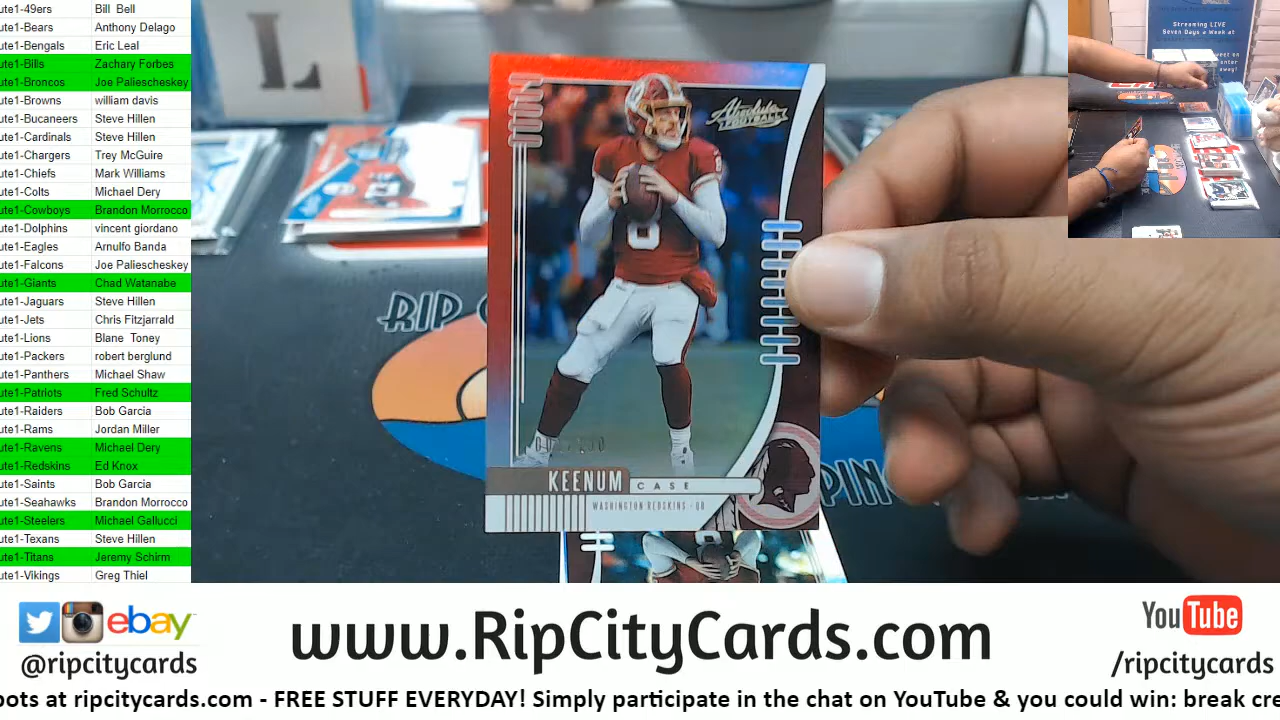 ute1-49ers Bill Bell
ute1-Bears Anthony Delago
ute1-Bengals Eric Leal
ute1-Bills Zachary Forbes
ute1-Broncos Joe Paliescheskey
ute1-Browns william davis
ute1-Bucaneers Steve Hillen
ute1-Cardinals Steve Hillen
ute1-Chargers Trey McGuire
ute1-Chiefs Mark Williams
ute1-Colts Michael Dery
ute1-Cowboys Brandon Morrocco
ute1-Dolphins vincent giordano
ute1-Eagles Arnulfo Banda
ute1-Falcons Joe Paliescheskey
ute1-Giants Chad Watanabe
ute1-Jaguars Steve Hillen
ute1-Jets Chris Fitzjarrald
ute1-Lions Blane Toney
ute1-Packers robert berglund
ute1-Panthers Michael Shaw
ute1-Patriots Fred Schultz
ute1-Raiders Bob Garcia
ute1-Rams Jordan Miller
ute1-Ravens Michael Dery
ute1-Redskins Ed Knox
ute1-Saints Bob Garcia
ute1-Seahawks Brandon Morrocco
ute1-Steelers Michael Gallucci
ute1-Texans Steve Hillen
ute1-Titans Jeremy Schirm
ute1-Vikings Greg Thiel
L
Absolute
FOOTBALL
8
RIP
PIN
KEENUM CASE
WASHINGTON REDSKINS · QB
Streaming LIVE
Seven Days a Week at
ebay
@ripcitycards
www.RipCityCards.com
YouTube
/ripcitycards
pots at ripcitycards.com - FREE STUFF EVERYDAY! Simply participate in the chat on YouTube & you could win: break cre